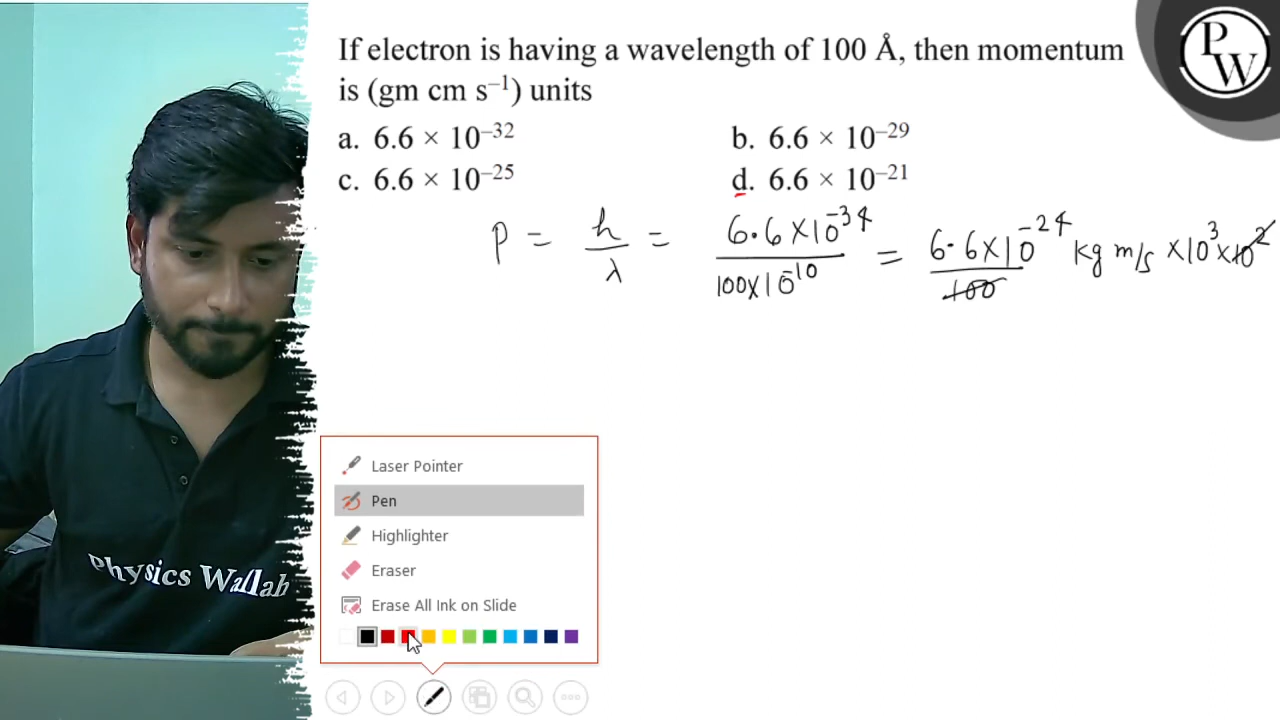 If electron is having a wavelength of 100 Å, then momentum
is (gm cm s⁻¹) units
a. 6.6 × 10⁻³² b. 6.6 × 10⁻²⁹
c. 6.6 × 10⁻²⁵ d. 6.6 × 10⁻²¹
P = h/λ = 6.6×10⁻³⁴/100×10⁻¹⁰ = 6.6×10⁻²⁴/100 kg m/s ×10³×10²
Laser Pointer
Pen
Highlighter
Eraser
Erase All Ink on Slide
Physics Wallah
PW